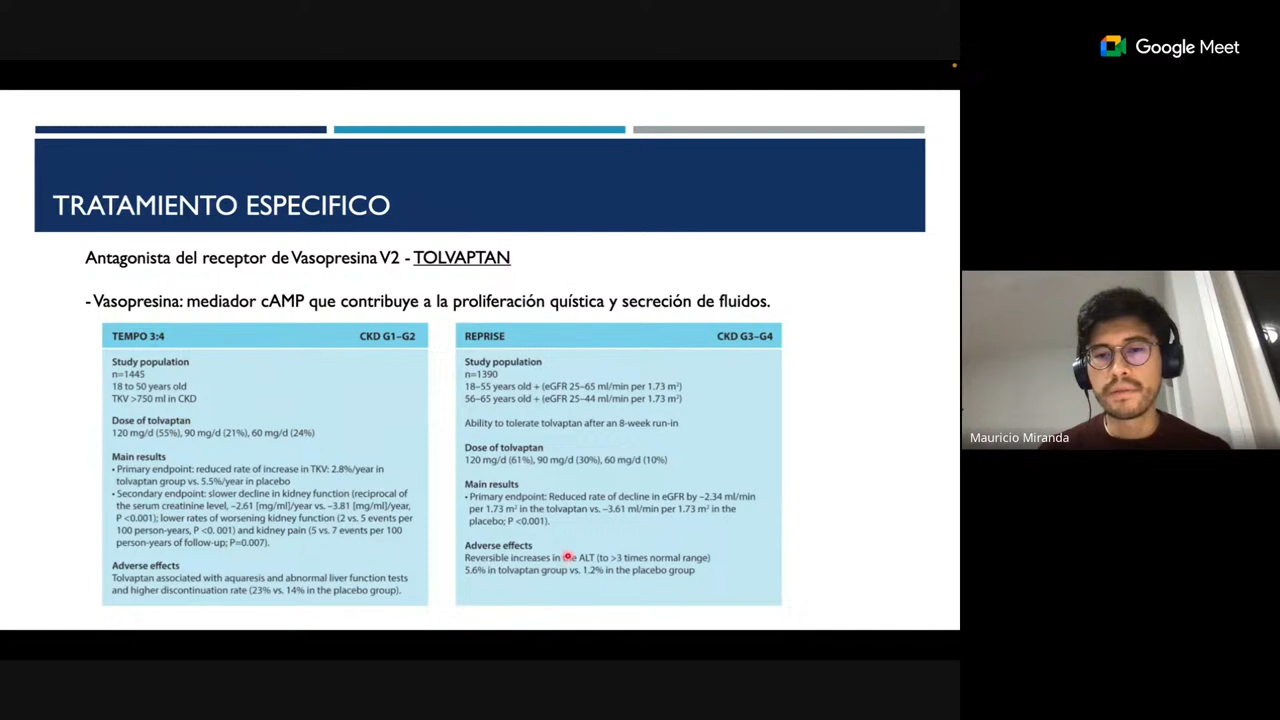 Google Meet
TRATAMIENTO ESPECIFICO
Antagonista del receptor de Vasopresina V2 - TOLVAPTAN
- Vasopresina: mediador cAMP que contribuye a la proliferación quística y secreción de fluidos.
TEMPO 3:4 CKD G1–G2
Study population
n=1445
18 to 50 years old
TKV >750 ml in CKD
Dose of tolvaptan
120 mg/d (55%), 90 mg/d (21%), 60 mg/d (24%)
Main results
• Primary endpoint: reduced rate of increase in TKV: 2.8%/year in
tolvaptan group vs. 5.5%/year in placebo
• Secondary endpoint: slower decline in kidney function (reciprocal of
the serum creatinine level, –2.61 [mg/ml]/year vs. –3.81 [mg/ml]/year,
P <0.001); lower rates of worsening kidney function (2 vs. 5 events per
100 person-years, P <0. 001) and kidney pain (5 vs. 7 events per 100
person-years of follow-up; P=0.007).
Adverse effects
Tolvaptan associated with aquaresis and abnormal liver function tests
and higher discontinuation rate (23% vs. 14% in the placebo group).
REPRISE CKD G3–G4
Study population
n=1390
18–55 years old + (eGFR 25–65 ml/min per 1.73 m²)
56–65 years old + (eGFR 25–44 ml/min per 1.73 m²)
Ability to tolerate tolvaptan after an 8-week run-in
Dose of tolvaptan
120 mg/d (61%), 90 mg/d (30%), 60 mg/d (10%)
Main results
• Primary endpoint: Reduced rate of decline in eGFR by –2.34 ml/min
per 1.73 m² in the tolvaptan vs. –3.61 ml/min per 1.73 m² in the
placebo; P <0.001).
Adverse effects
Reversible increases in the ALT (to >3 times normal range)
5.6% in tolvaptan group vs. 1.2% in the placebo group
Mauricio Miranda